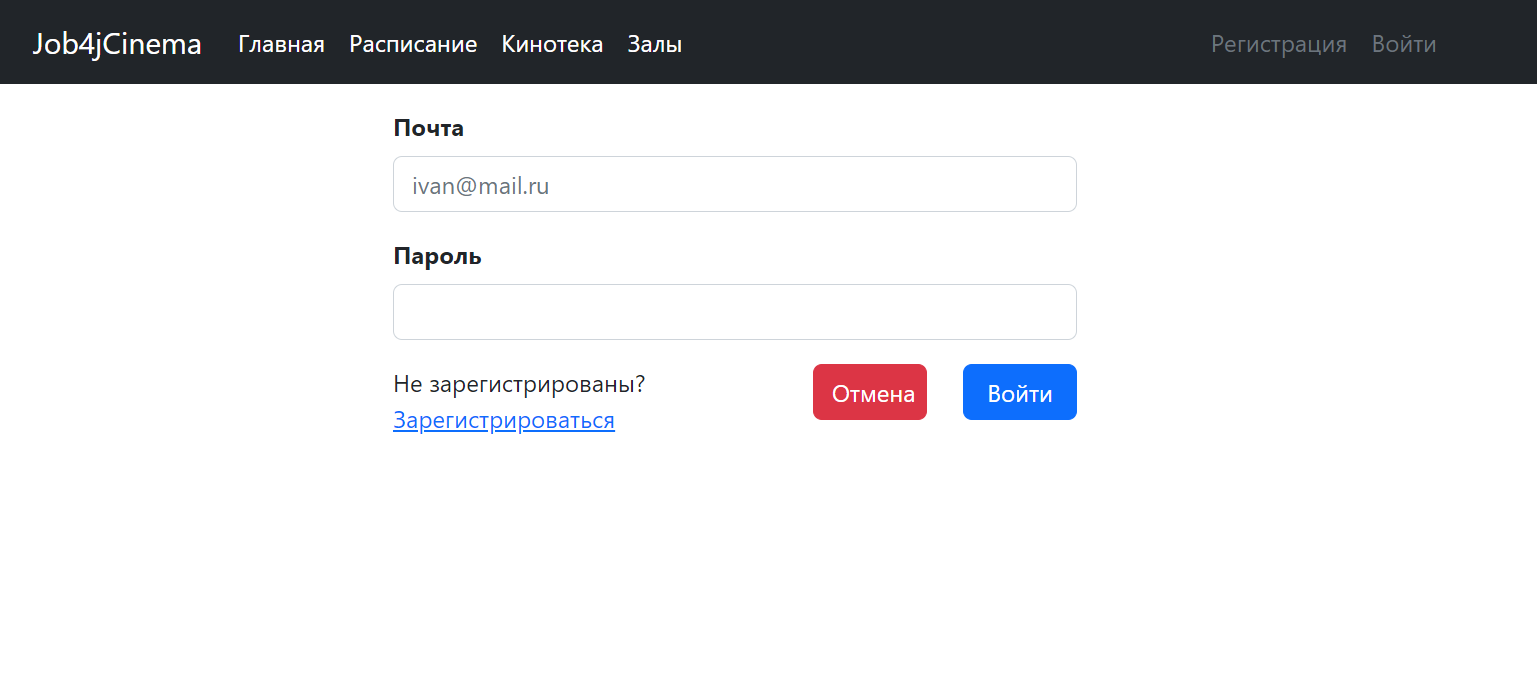 Job4jCinema Главная Расписание Кинотека Залы Регистрация Войти
Почта
ivan@mail.ru
Пароль
Не зарегистрированы?
Зарегистрироваться
Отмена Войти